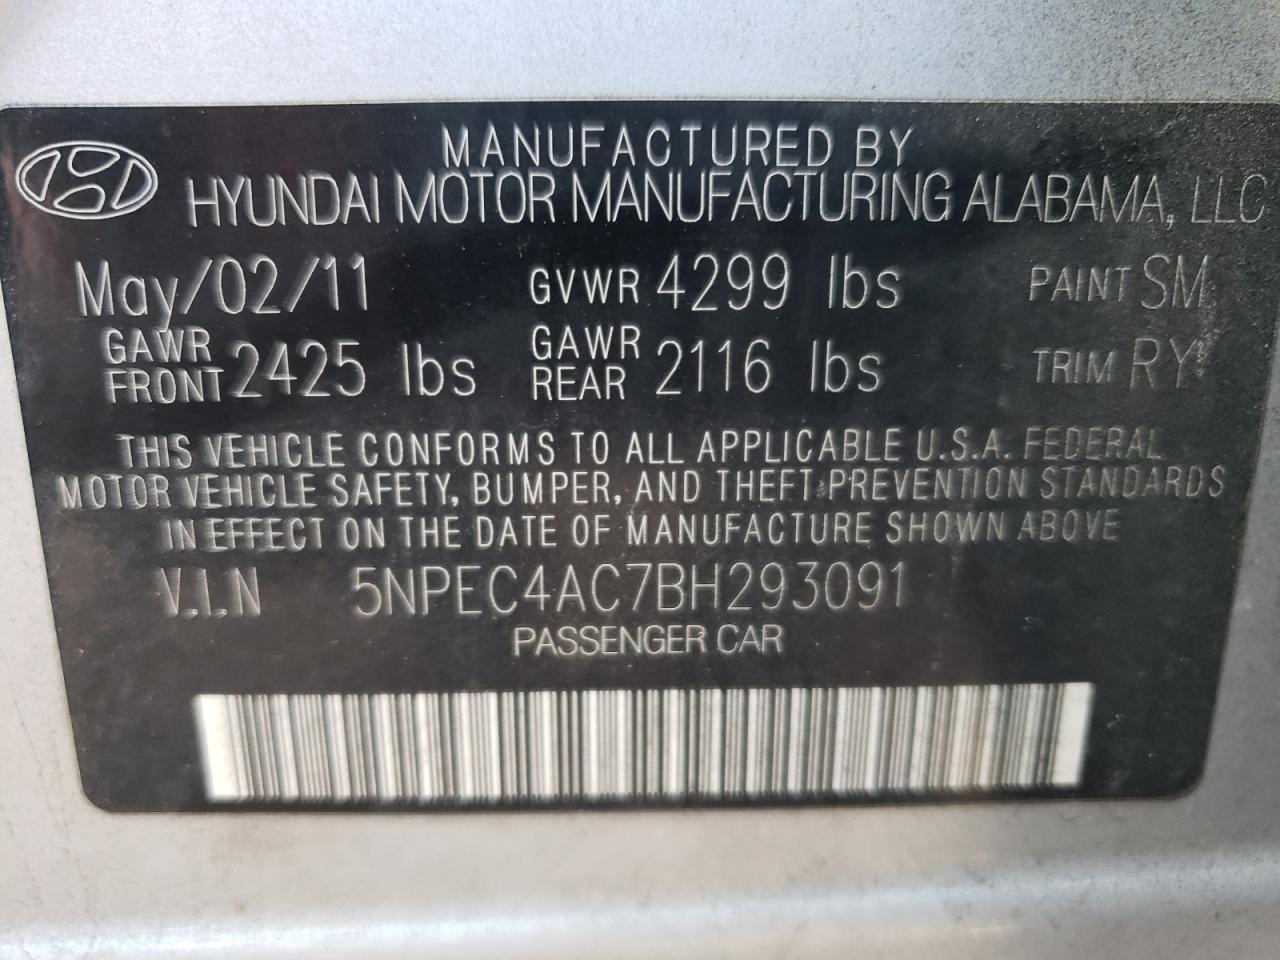 MANUFACTURED BY
HYUNDAI MOTOR MANUFACTURING ALABAMA, LLC
May/02/11 GVWR 4299 lbs PAINT SM
GAWR FRONT 2425 lbs GAWR REAR 2116 lbs TRIM RY
THIS VEHICLE CONFORMS TO ALL APPLICABLE U.S.A. FEDERAL
MOTOR VEHICLE SAFETY, BUMPER, AND THEFT PREVENTION STANDARDS
IN EFFECT ON THE DATE OF MANUFACTURE SHOWN ABOVE
V.I.N 5NPEC4AC7BH293091
PASSENGER CAR